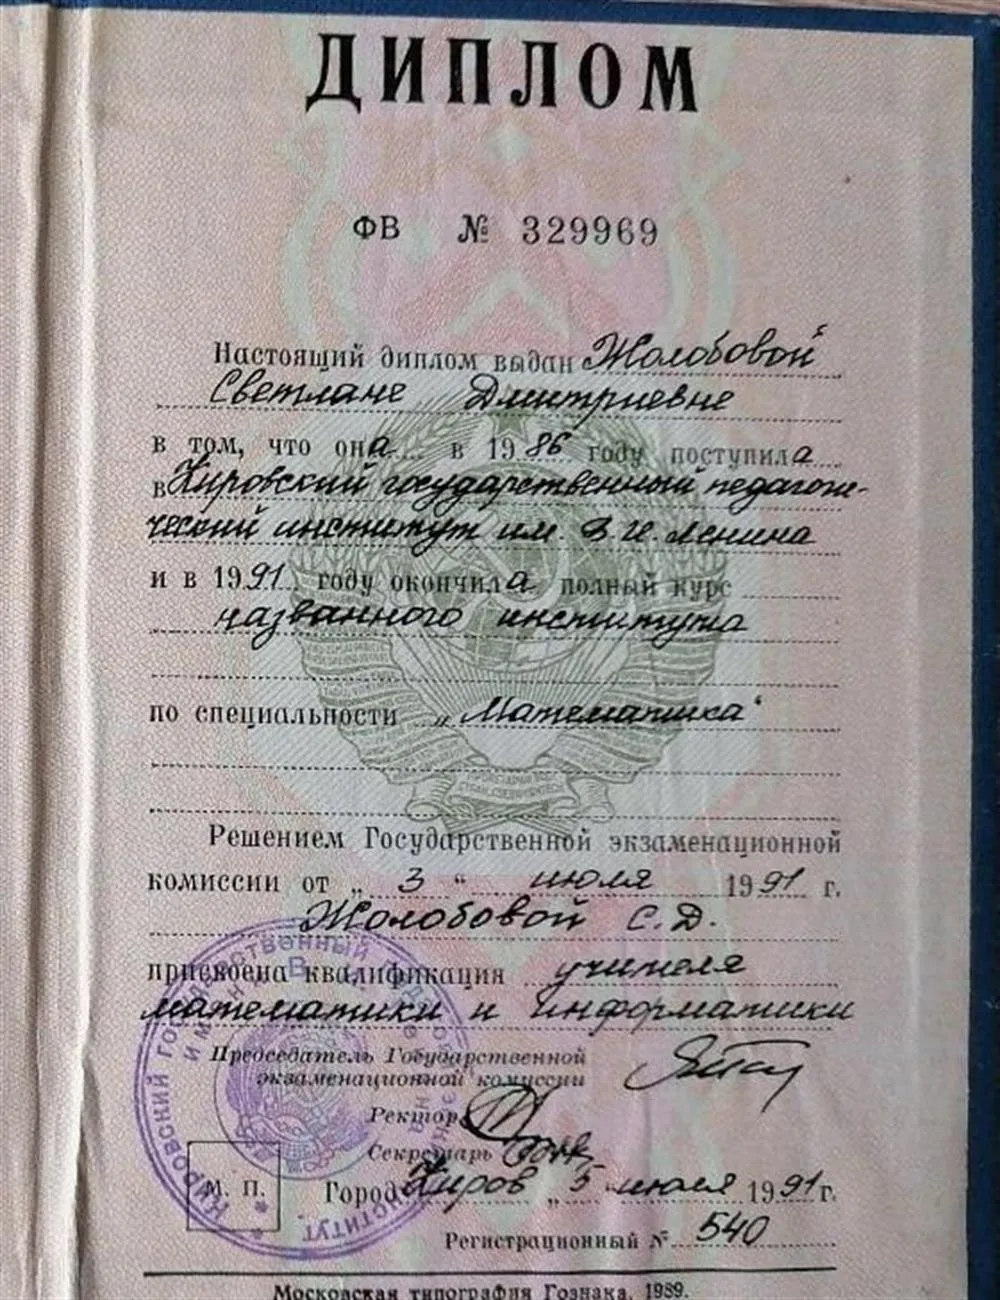 ДИПЛОМ
ФВ № 329969
Настоящий диплом выдан Жолобовой
Светлане Дмитриевне
в том, что она в 1986 году поступила
в Кировский государственный педагоги-
ческий институт им. В. И. Ленина
и в 1991 году окончила полный курс
названного института
по специальности „Математика“
Решением Государственной экзаменационной
комиссии от „3“ июля 1991 г.
Жолобовой С.Д.
присвоена квалификация учителя
математики и информатики
Председатель Государственной
экзаменационной комиссии
Ректор
Секретарь
М. П.
Город Киров „5 июля 1991 г.
Регистрационный № 540
Московская типография Гознака. 1989.